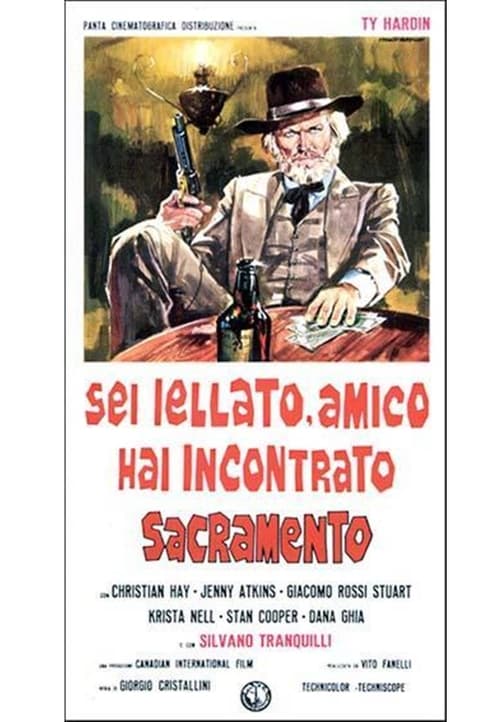 PANTA CINEMATOGRAFICA DISTRIBUZIONE PRESENTA
TY HARDIN
SEI IELLATO, AMICO
HAI INCONTRATO
SACRAMENTO
CON CHRISTIAN HAY · JENNY ATKINS · GIACOMO ROSSI STUART
KRISTA NELL · STAN COOPER · DANA GHIA
E CON SILVANO TRANQUILLI
UNA PRODUZIONE CANADIAN INTERNATIONAL FILM
REALIZZATA DA VITO FANELLI
REGIA DI GIORGIO CRISTALLINI
TECHNICOLOR - TECHNISCOPE